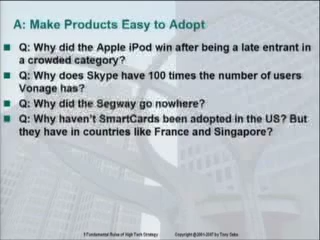 A: Make Products Easy to Adopt
Q: Why did the Apple iPod win after being a late entrant in
a crowded category?
Q: Why does Skype have 100 times the number of users
Vonage has?
Q: Why did the Segway go nowhere?
Q: Why haven't SmartCards been adopted in the US? But
they have in countries like France and Singapore?
5 Fundamental Rules of High Tech Strategy Copyright @2001-2007 by Tony Seba